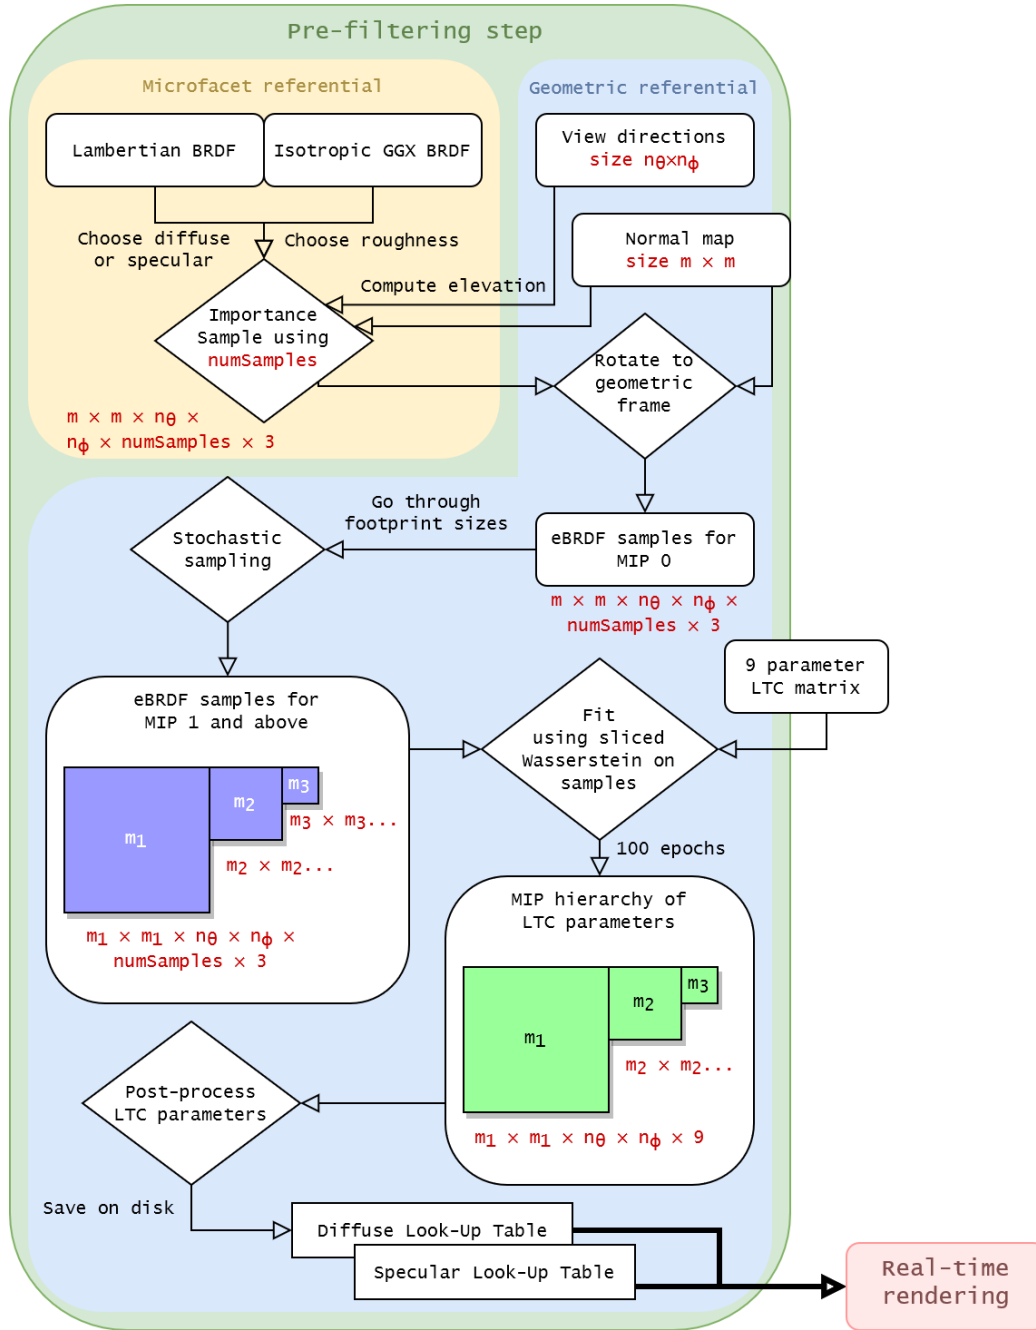 Pre-filtering step
Microfacet referential
Geometric referential
Lambertian BRDF
Isotropic GGX BRDF
View directions
size nθ×nϕ
Normal map
size m × m
Choose diffuse
or specular
Choose roughness
Compute elevation
Importance
Sample using
numSamples
Rotate to
geometric
frame
m × m × nθ ×
nϕ × numSamples × 3
Go through
footprint sizes
Stochastic
sampling
eBRDF samples for
MIP 0
m × m × nθ × nϕ ×
numSamples × 3
9 parameter
LTC matrix
eBRDF samples for
MIP 1 and above
m1
m2
m3
m3 × m3...
m2 × m2...
m1 × m1 × nθ × nϕ ×
numSamples × 3
Fit
using sliced
Wasserstein on
samples
100 epochs
MIP hierarchy of
LTC parameters
m1
m2
m3
m2 × m2...
m1 × m1 × nθ × nϕ × 9
Post-process
LTC parameters
Save on disk
Diffuse Look-Up Table
Specular Look-Up Table
Real-time
rendering